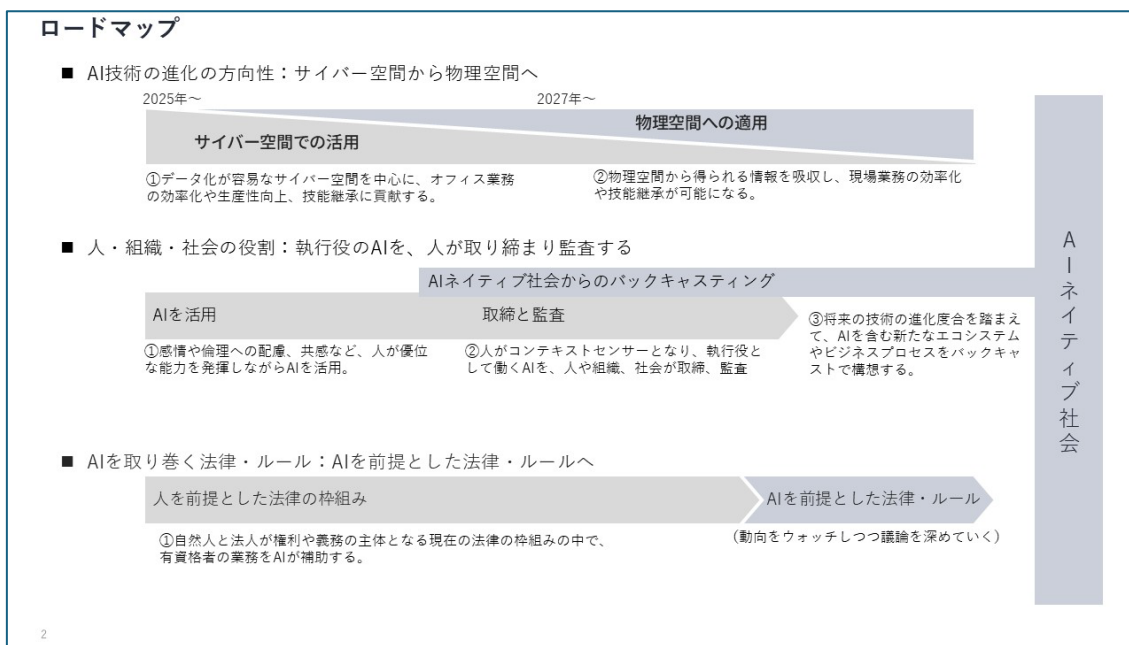 ロードマップ
■ AI技術の進化の方向性：サイバー空間から物理空間へ
2025年～
2027年～
物理空間への適用
サイバー空間での活用
①データ化が容易なサイバー空間を中心に、オフィス業務
の効率化や生産性向上、技能継承に貢献する。
②物理空間から得られる情報を吸収し、現場業務の効率化
や技能継承が可能になる。
■ 人・組織・社会の役割：執行役のAIを、人が取り締まり監査する
AIネイティブ社会からのバックキャスティング
AIを活用
取締と監査
①感情や倫理への配慮、共感など、人が優位
な能力を発揮しながらAIを活用。
②人がコンテキストセンサーとなり、執行役と
して働くAIを、人や組織、社会が取締、監査
③将来の技術の進化度合を踏まえ
て、AIを含む新たなエコシステム
やビジネスプロセスをバックキャ
ストで構想する。
■ AIを取り巻く法律・ルール：AIを前提とした法律・ルールへ
人を前提とした法律の枠組み
AIを前提とした法律・ルール
①自然人と法人が権利や義務の主体となる現在の法律の枠組みの中で、
有資格者の業務をAIが補助する。
（動向をウォッチしつつ議論を深めていく）
AIネイティブ社会
2